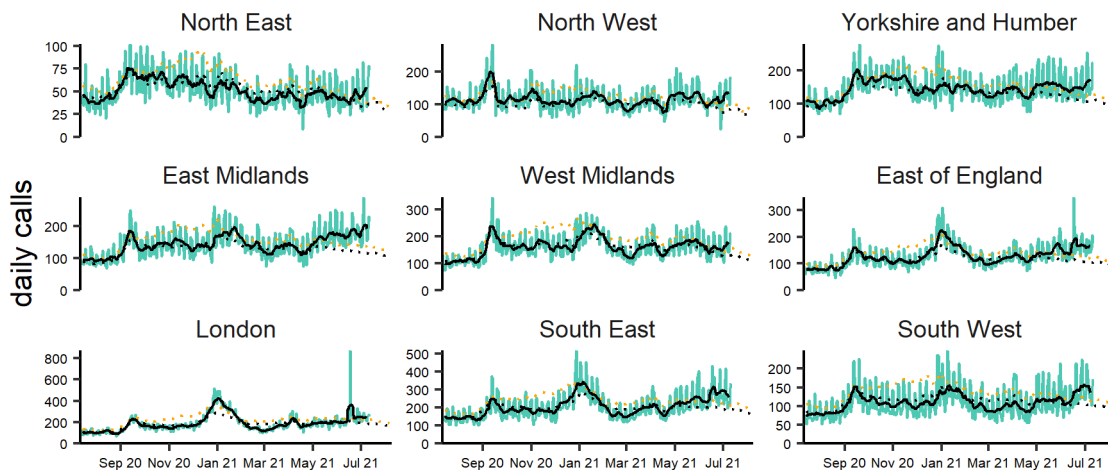 North East North West Yorkshire and Humber
100 75 50 25 0
200 100 0
200 100 0
East Midlands West Midlands East of England
200 100 0
300 200 100 0
300 200 100 0
daily calls
London South East South West
800 600 400 200 0
500 400 300 200 100 0
150 100 50 0
Sep 20 Nov 20 Jan 21 Mar 21 May 21 Jul 21
Sep 20 Nov 20 Jan 21 Mar 21 May 21 Jul 21
Sep 20 Nov 20 Jan 21 Mar 21 May 21 Jul 21